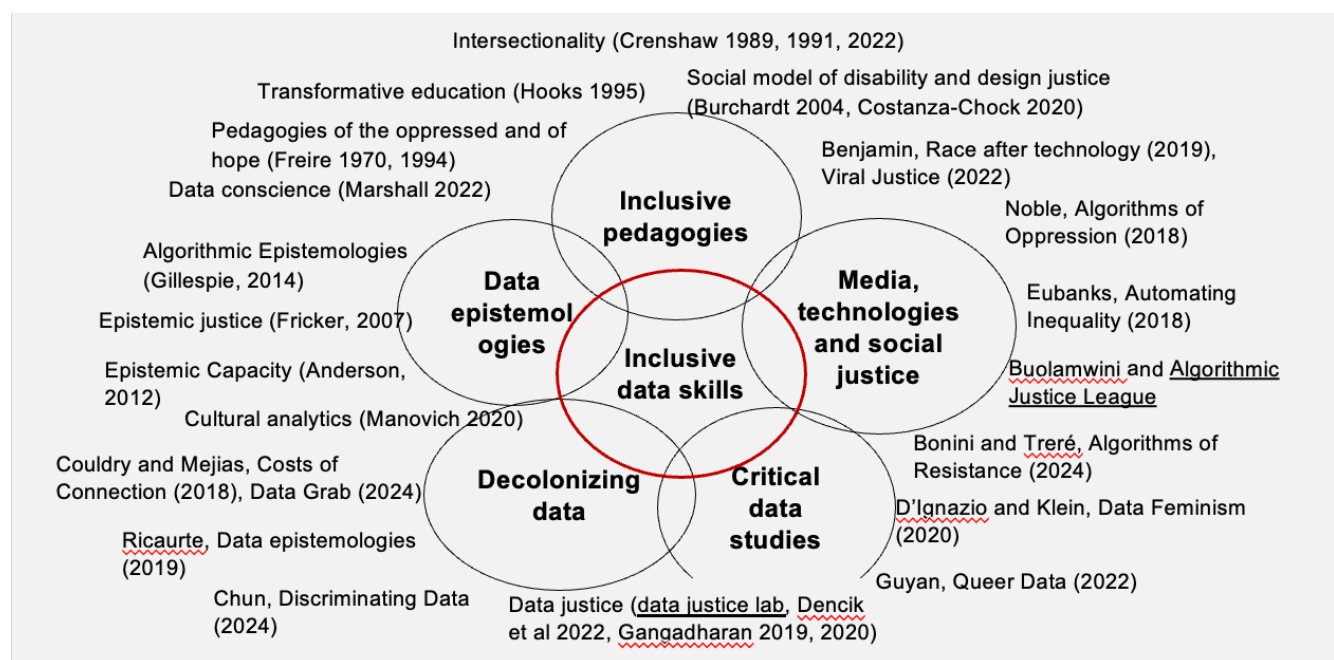 Intersectionality (Crenshaw 1989, 1991, 2022)
Transformative education (Hooks 1995)
Social model of disability and design justice
(Burchardt 2004, Costanza-Chock 2020)
Pedagogies of the oppressed and of
hope (Freire 1970, 1994)
Data conscience (Marshall 2022)
Benjamin, Race after technology (2019),
Viral Justice (2022)
Noble, Algorithms of
Oppression (2018)
Inclusive
pedagogies
Algorithmic Epistemologies
(Gillespie, 2014)
Epistemic justice (Fricker, 2007)
Epistemic Capacity (Anderson,
2012)
Data
epistemol
ogies
Media,
technologies
and social
justice
Eubanks, Automating
Inequality (2018)
Inclusive
data skills
Buolamwini and Algorithmic
Justice League
Cultural analytics (Manovich 2020)
Couldry and Mejias, Costs of
Connection (2018), Data Grab (2024)
Decolonizing
data
Critical
data
studies
Bonini and Treré, Algorithms of
Resistance (2024)
D’Ignazio and Klein, Data Feminism
(2020)
Ricaurte, Data epistemologies
(2019)
Guyan, Queer Data (2022)
Chun, Discriminating Data
(2024)
Data justice (data justice lab, Dencik
et al 2022, Gangadharan 2019, 2020)